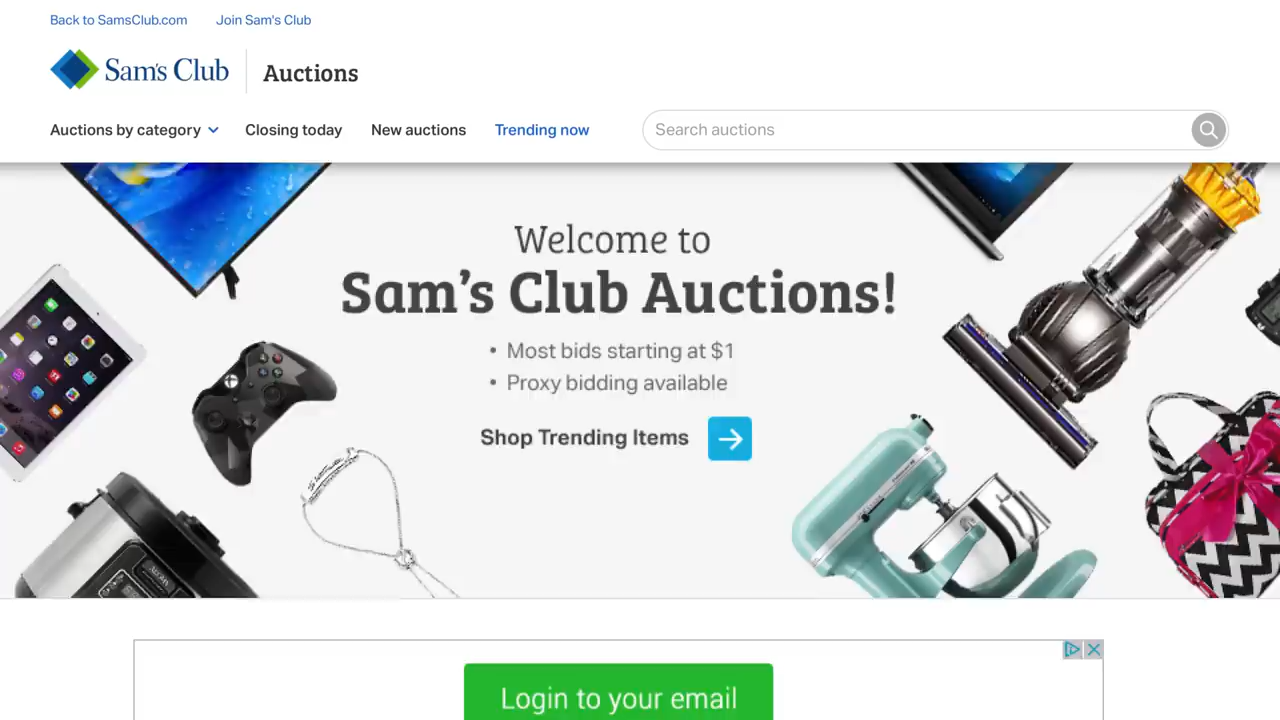 Back to SamsClub.com Join Sam's Club
Sam's Club Auctions
Auctions by category Closing today New auctions Trending now Search auctions
Welcome to
Sam's Club Auctions!
• Most bids starting at $1
• Proxy bidding available
Shop Trending Items
Login to your email